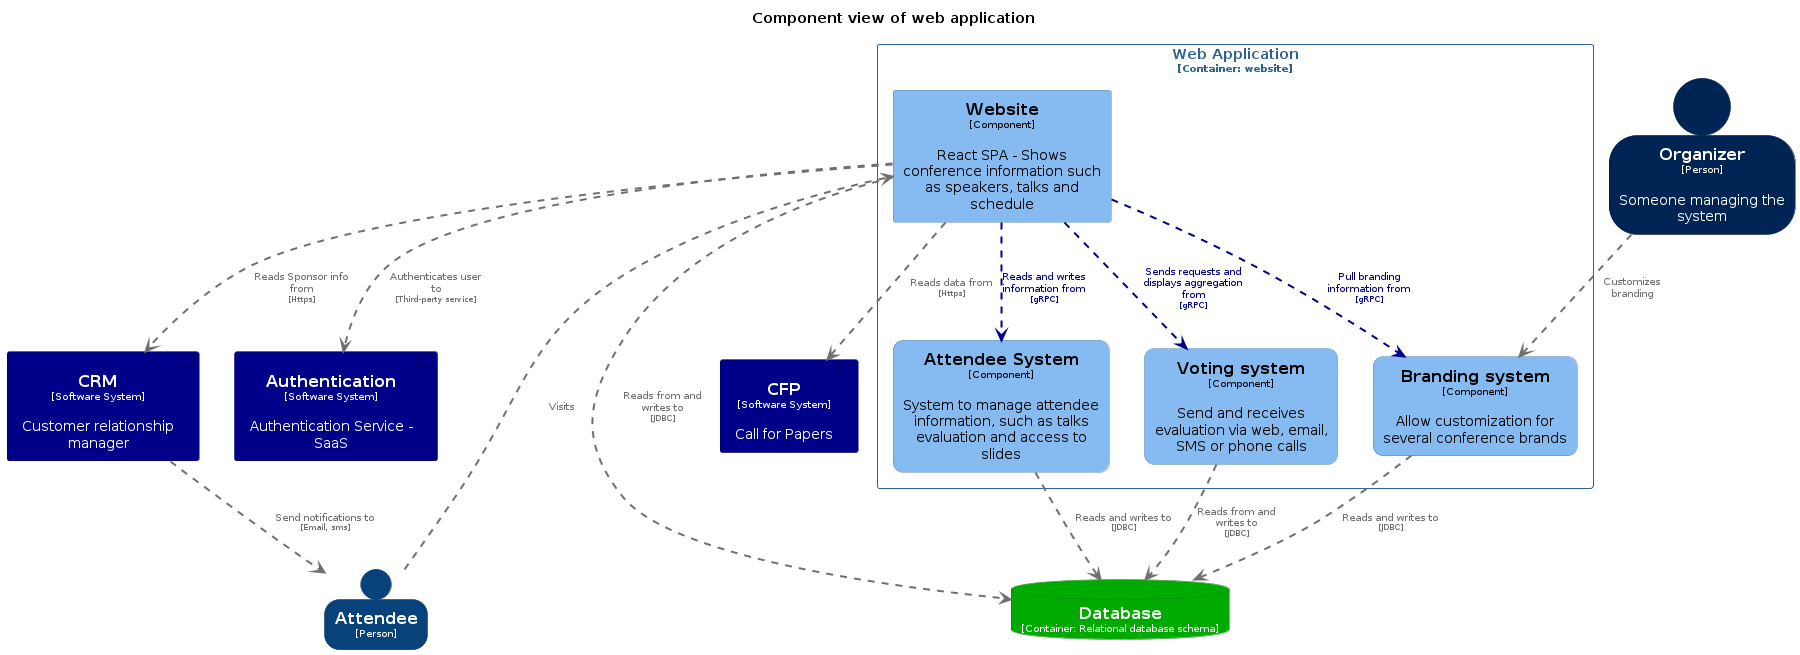 Component view of web application
Web Application
[Container: website]
Website
[Component]
React SPA - Shows
conference information such
as speakers, talks and
schedule
Organizer
[Person]
Someone managing the
system
Reads Sponsor info
from
[Https]
Authenticates user
to
[Third-party service]
Reads data from
[Https]
Reads and writes
information from
[gRPC]
Sends requests and
displays aggregation
from
[gRPC]
Pull branding
information from
[gRPC]
Customizes
branding
CRM
[Software System]
Customer relationship
manager
Authentication
[Software System]
Authentication Service -
SaaS
Visits
Reads from and
writes to
[JDBC]
CFP
[Software System]
Call for Papers
Attendee System
[Component]
System to manage attendee
information, such as talks
evaluation and access to
slides
Voting system
[Component]
Send and receives
evaluation via web, email,
SMS or phone calls
Branding system
[Component]
Allow customization for
several conference brands
Send notifications to
[Email, sms]
Reads and writes to
[JDBC]
Reads from and
writes to
[JDBC]
Reads and writes to
[JDBC]
Attendee
[Person]
Database
[Container: Relational database schema]